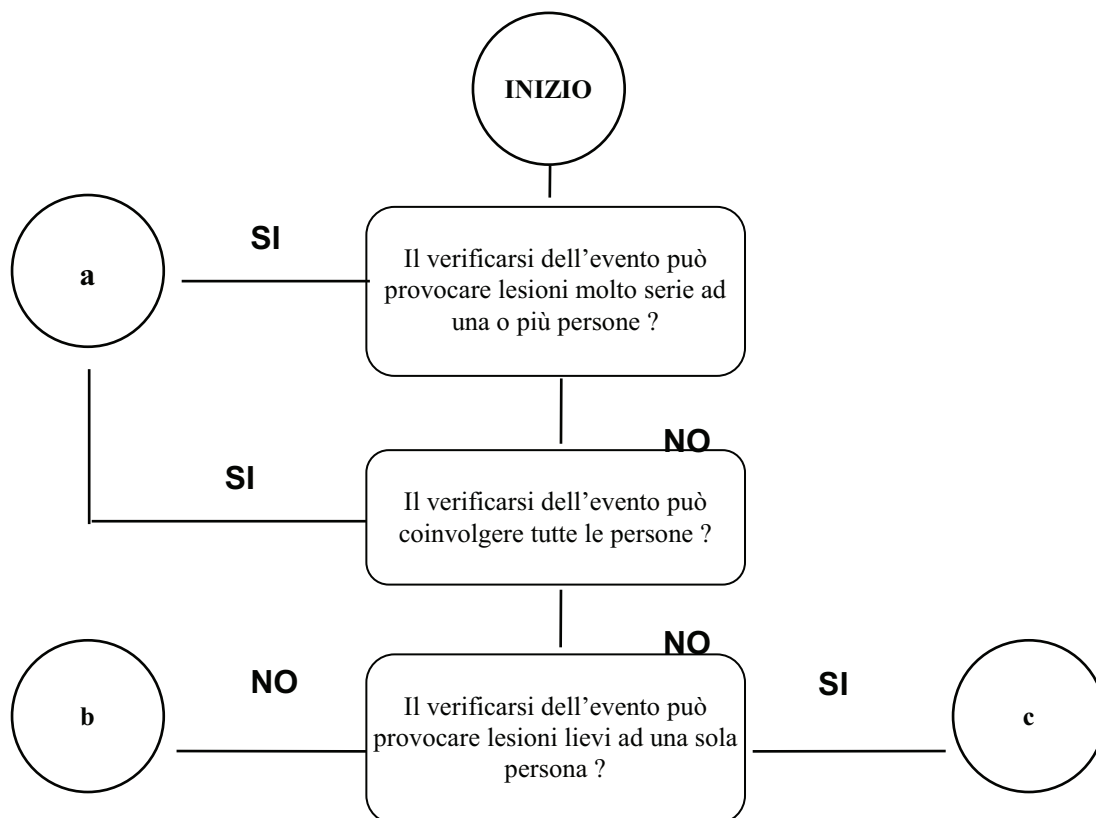 INIZIO
SI
a
Il verificarsi dell’evento può
provocare lesioni molto serie ad
una o più persone ?
NO
SI
Il verificarsi dell’evento può
coinvolgere tutte le persone ?
NO
NO
SI
b
Il verificarsi dell’evento può
provocare lesioni lievi ad una sola
persona ?
c